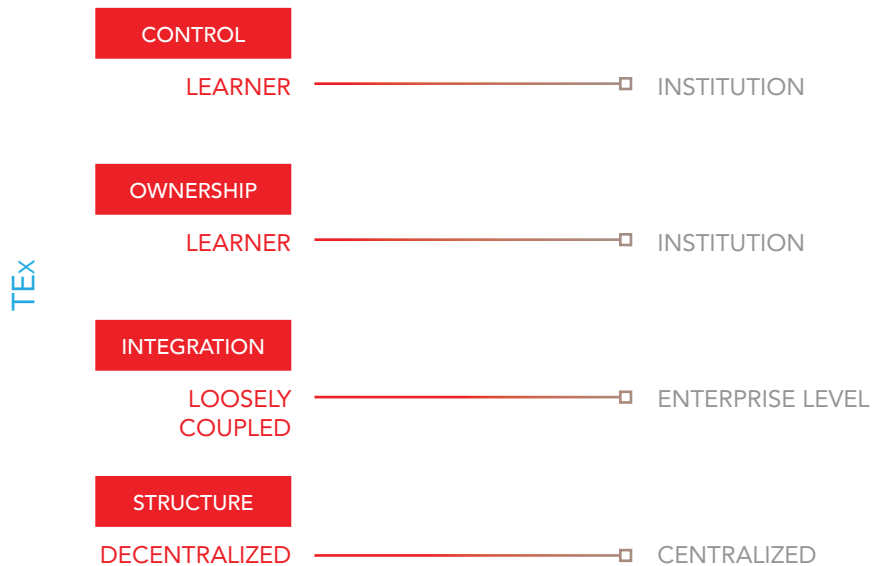 TEx
CONTROL
LEARNER INSTITUTION
OWNERSHIP
LEARNER INSTITUTION
INTEGRATION
LOOSELY ENTERPRISE LEVEL
COUPLED
STRUCTURE
DECENTRALIZED CENTRALIZED